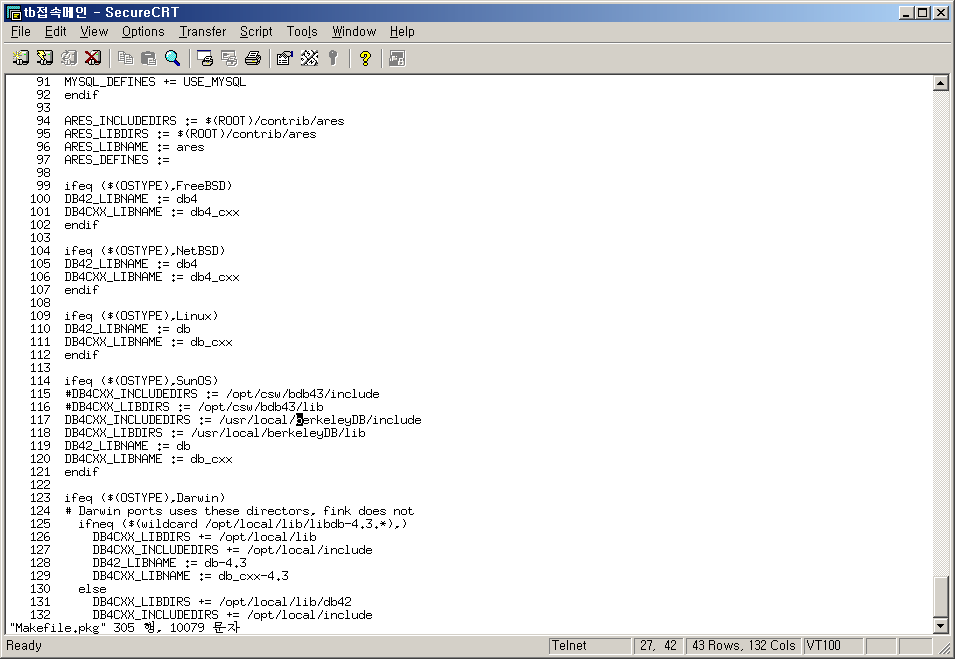 tb접속메인 - SecureCRT
File Edit View Options Transfer Script Tools Window Help
91 MYSQL_DEFINES += USE_MYSQL
92 endif
93
94 ARES_INCLUDEDIRS := $(ROOT)/contrib/ares
95 ARES_LIBDIRS := $(ROOT)/contrib/ares
96 ARES_LIBNAME := ares
97 ARES_DEFINES :=
98
99 ifeq ($(OSTYPE),FreeBSD)
100 DB42_LIBNAME := db4
101 DB4CXX_LIBNAME := db4_cxx
102 endif
103
104 ifeq ($(OSTYPE),NetBSD)
105 DB42_LIBNAME := db4
106 DB4CXX_LIBNAME := db4_cxx
107 endif
108
109 ifeq ($(OSTYPE),Linux)
110 DB42_LIBNAME := db
111 DB4CXX_LIBNAME := db_cxx
112 endif
113
114 ifeq ($(OSTYPE),SunOS)
115 #DB4CXX_INCLUDEDIRS := /opt/csw/bdb43/include
116 #DB4CXX_LIBDIRS := /opt/csw/bdb43/lib
117 DB4CXX_INCLUDEDIRS := /usr/local/berkeleyDB/include
118 DB4CXX_LIBDIRS := /usr/local/berkeleyDB/lib
119 DB42_LIBNAME := db
120 DB4CXX_LIBNAME := db_cxx
121 endif
122
123 ifeq ($(OSTYPE),Darwin)
124 # Darwin ports uses these directors, fink does not
125 ifneq ($(wildcard /opt/local/lib/libdb-4.3.*),)
126 DB4CXX_LIBDIRS += /opt/local/lib
127 DB4CXX_INCLUDEDIRS += /opt/local/include
128 DB42_LIBNAME := db-4.3
129 DB4CXX_LIBNAME := db_cxx-4.3
130 else
131 DB4CXX_LIBDIRS += /opt/local/lib/db42
132 DB4CXX_INCLUDEDIRS += /opt/local/include
"Makefile.pkg" 305 행, 10079 문자
Ready Telnet 27, 42 43 Rows, 132 Cols VT100